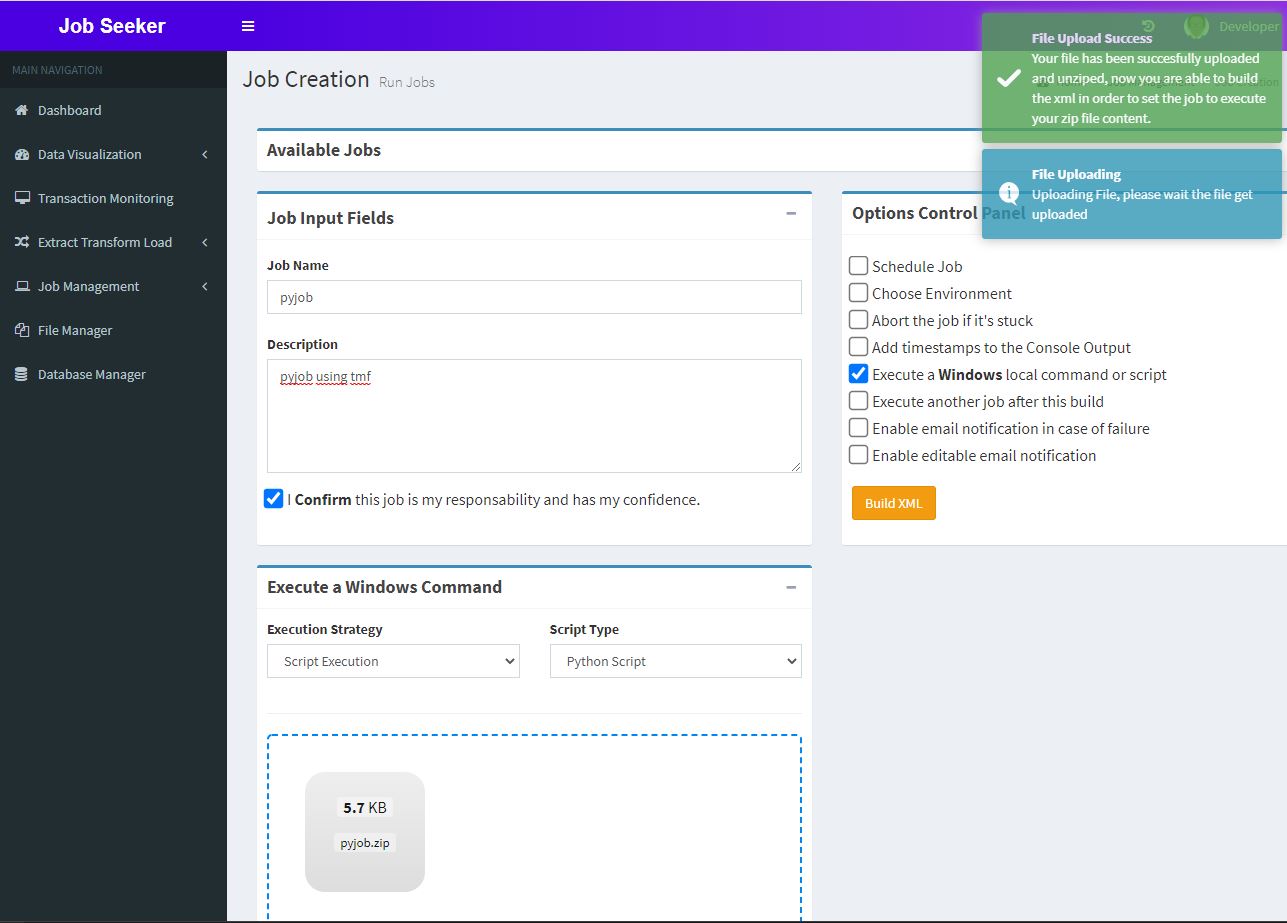 Job Seeker
Developer
MAIN NAVIGATION
Dashboard
Data Visualization
Transaction Monitoring
Extract Transform Load
Job Management
File Manager
Database Manager
Job Creation Run Jobs
File Upload Success
Your file has been succesfully uploaded
and unziped, now you are able to build
the xml in order to set the job to execute
your zip file content.
File Uploading
Uploading File, please wait the file get
uploaded
Available Jobs
Job Input Fields
Job Name
pyjob
Description
pyjob using tmf
I Confirm this job is my responsability and has my confidence.
Options Control Panel
Schedule Job
Choose Environment
Abort the job if it's stuck
Add timestamps to the Console Output
Execute a Windows local command or script
Execute another job after this build
Enable email notification in case of failure
Enable editable email notification
Build XML
Execute a Windows Command
Execution Strategy
Script Type
Script Execution
Python Script
5.7 KB
pyjob.zip